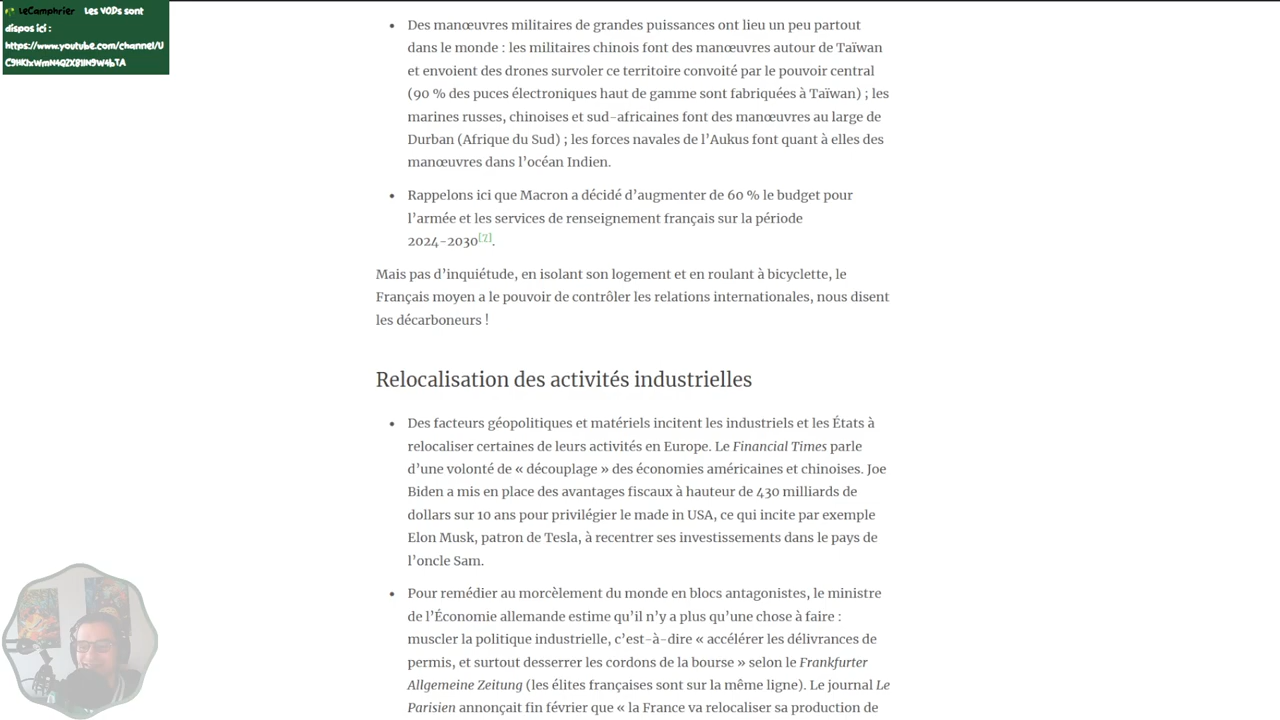 LeCamphrier Les VODs sont
dispos ici :
https://www.youtube.com/channel/U
Des manœuvres militaires de grandes puissances ont lieu un peu partout
dans le monde : les militaires chinois font des manœuvres autour de Taïwan
et envoient des drones survoler ce territoire convoité par le pouvoir central
(90 % des puces électroniques haut de gamme sont fabriquées à Taïwan) ; les
marines russes, chinoises et sud-africaines font des manœuvres au large de
Durban (Afrique du Sud) ; les forces navales de l’Aukus font quant à elles des
manœuvres dans l’océan Indien.
Rappelons ici que Macron a décidé d’augmenter de 60 % le budget pour
l’armée et les services de renseignement français sur la période
2024-2030[7].
Mais pas d’inquiétude, en isolant son logement et en roulant à bicyclette, le
Français moyen a le pouvoir de contrôler les relations internationales, nous disent
les décarboneurs !
Relocalisation des activités industrielles
Des facteurs géopolitiques et matériels incitent les industriels et les États à
relocaliser certaines de leurs activités en Europe. Le Financial Times parle
d’une volonté de « découplage » des économies américaines et chinoises. Joe
Biden a mis en place des avantages fiscaux à hauteur de 430 milliards de
dollars sur 10 ans pour privilégier le made in USA, ce qui incite par exemple
Elon Musk, patron de Tesla, à recentrer ses investissements dans le pays de
l’oncle Sam.
Pour remédier au morcèlement du monde en blocs antagonistes, le ministre
de l’Économie allemande estime qu’il n’y a plus qu’une chose à faire :
muscler la politique industrielle, c’est-à-dire « accélérer les délivrances de
permis, et surtout desserrer les cordons de la bourse » selon le Frankfurter
Allgemeine Zeitung (les élites françaises sont sur la même ligne). Le journal Le
Parisien annonçait fin février que « la France va relocaliser sa production de